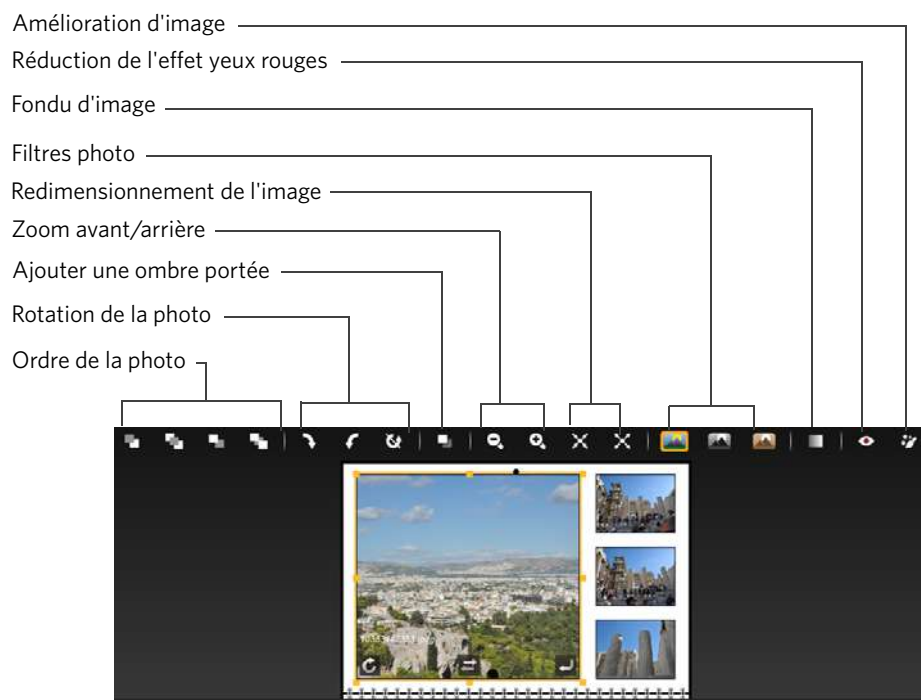 Amélioration d'image
Réduction de l'effet yeux rouges
Fondu d'image
Filtres photo
Redimensionnement de l'image
Zoom avant/arrière
Ajouter une ombre portée
Rotation de la photo
Ordre de la photo